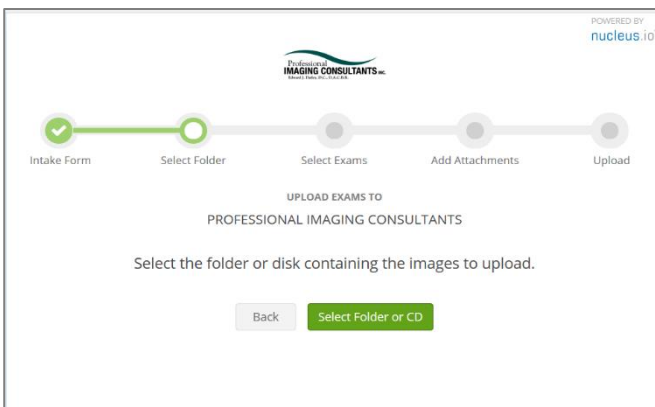 POWERED BY
nucleus.io
Professional
IMAGING CONSULTANTS INC.
Intake Form
Select Folder
Select Exams
Add Attachments
Upload
UPLOAD EXAMS TO
PROFESSIONAL IMAGING CONSULTANTS
Select the folder or disk containing the images to upload.
Back
Select Folder or CD